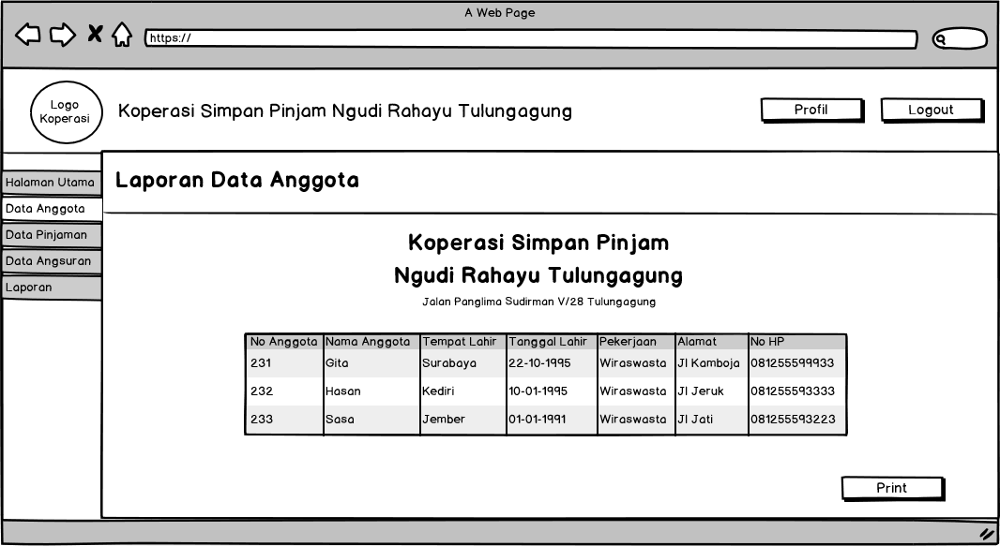 A Web Page
https://
Logo
Koperasi
Koperasi Simpan Pinjam Ngudi Rahayu Tulungagung
Profil
Logout
Halaman Utama
Data Anggota
Data Pinjaman
Data Angsuran
Laporan
Laporan Data Anggota
Koperasi Simpan Pinjam
Ngudi Rahayu Tulungagung
Jalan Panglima Sudirman V/28 Tulungagung
No Anggota Nama Anggota Tempat Lahir Tanggal Lahir Pekerjaan Alamat No HP
231 Gita Surabaya 22-10-1995 Wiraswasta Jl Kamboja 081255599933
232 Hasan Kediri 10-01-1995 Wiraswasta Jl Jeruk 081255593333
233 Sasa Jember 01-01-1991 Wiraswasta Jl Jati 081255593223
Print